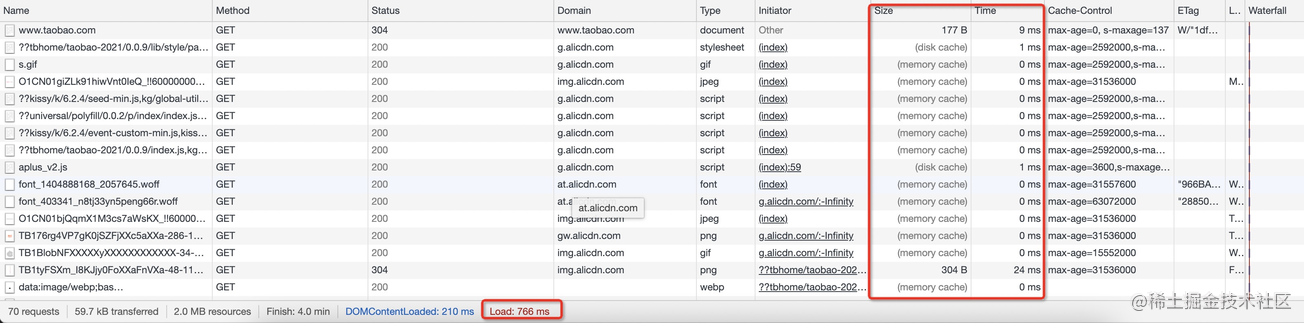 Name Method Status Domain Type Initiator Size Time Cache-Control ETag L.. Waterfall
www.taobao.com GET 304 www.taobao.com document Other 177 B 9 ms max-age=0, s-maxage=137 W/"1df...
??tbhome/taobao-2021/0.0.9/lib/style/pa... GET 200 g.alicdn.com stylesheet (index) (disk cache) 1 ms max-age=2592000,s-ma...
s.gif GET 200 g.alicdn.com gif (index) (memory cache) 0 ms max-age=2592000,s-ma...
O1CN01giZLk91hiwVnt0IeQ_!!60000000... GET 200 img.alicdn.com jpeg (index) (memory cache) 0 ms max-age=31536000 M..
??kissy/k/6.2.4/seed-min.js,kg/global-util... GET 200 g.alicdn.com script (index) (memory cache) 0 ms max-age=2592000,s-ma...
??universal/polyfill/0.0.2/p/index/index.js... GET 200 g.alicdn.com script (index) (memory cache) 0 ms max-age=2592000,s-ma...
??kissy/k/6.2.4/event-custom-min.js,kiss... GET 200 g.alicdn.com script (index) (memory cache) 0 ms max-age=2592000,s-ma...
??tbhome/taobao-2021/0.0.9/index.js,kg... GET 200 g.alicdn.com script (index) (memory cache) 0 ms max-age=2592000,s-ma...
aplus_v2.js GET 200 g.alicdn.com script (index):59 (disk cache) 1 ms max-age=3600,s-maxage...
font_1404888168_2057645.woff GET 200 at.alicdn.com font (index) (memory cache) 0 ms max-age=31557600 "966BA... W..
font_403341_n8tj33yn5peng66r.woff GET 200 at.a font g.alicdn.com/:-Infinity (memory cache) 0 ms max-age=63072000 "28850... W..
at.alicdn.com
O1CN01bjQqmX1M3cs7aWsKX_!!60000... GET 200 img.alicdn.com jpeg (index) (memory cache) 0 ms max-age=31536000 T...
TB176rg4VP7gK0jSZFjXXc5aXXa-286-1... GET 200 gw.alicdn.com png g.alicdn.com/:-Infinity (memory cache) 0 ms max-age=31536000 T...
TB1BlobNFXXXXXyXXXXXXXXXXXX-34-... GET 200 img.alicdn.com gif g.alicdn.com/:-Infinity (memory cache) 0 ms max-age=15552000 W..
TB1tyFSXm_I8KJjy0FoXXaFnVXa-48-11... GET 304 img.alicdn.com png ??tbhome/taobao-202... 304 B 24 ms max-age=31536000 F...
data:image/webp;bas... GET 200 webp ??tbhome/taobao-202... (memory cache) 0 ms
70 requests 59.7 kB transferred 2.0 MB resources Finish: 4.0 min DOMContentLoaded: 210 ms Load: 766 ms
@稀土掘金技术社区